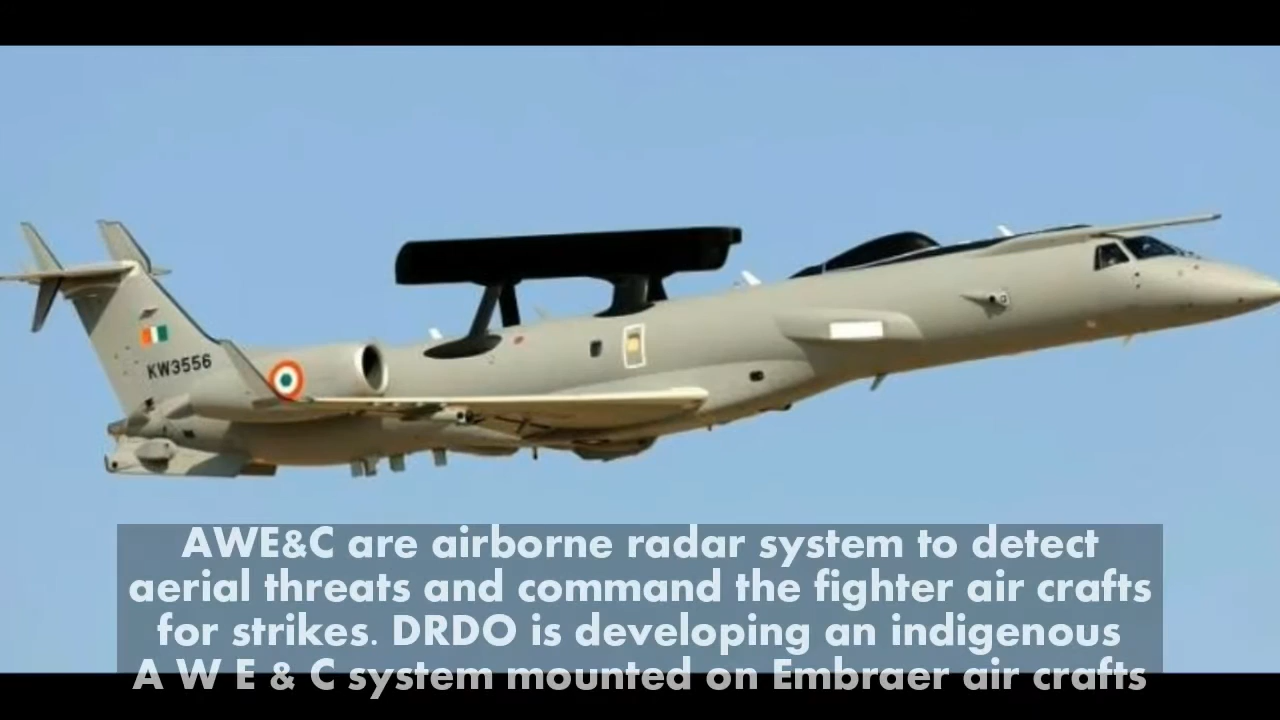 KW3556
AWE&C are airborne radar system to detect
aerial threats and command the fighter air crafts
for strikes. DRDO is developing an indigenous
A W E & C system mounted on Embraer air crafts